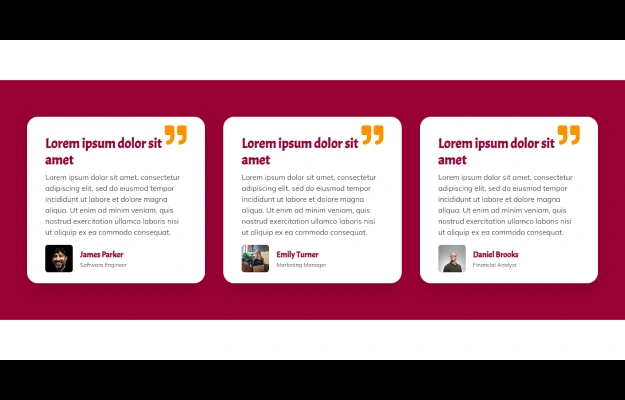 Lorem ipsum dolor sit
amet
Lorem ipsum dolor sit amet, consectetur
adipiscing elit, sed do eiusmod tempor
incididunt ut labore et dolore magna
aliqua. Ut enim ad minim veniam, quis
nostrud exercitation ullamco laboris nisi
ut aliquip ex ea commodo consequat.
James Parker
Software Engineer
Lorem ipsum dolor sit
amet
Lorem ipsum dolor sit amet, consectetur
adipiscing elit, sed do eiusmod tempor
incididunt ut labore et dolore magna
aliqua. Ut enim ad minim veniam, quis
nostrud exercitation ullamco laboris nisi
ut aliquip ex ea commodo consequat.
Emily Turner
Marketing Manager
Lorem ipsum dolor sit
amet
Lorem ipsum dolor sit amet, consectetur
adipiscing elit, sed do eiusmod tempor
incididunt ut labore et dolore magna
aliqua. Ut enim ad minim veniam, quis
nostrud exercitation ullamco laboris nisi
ut aliquip ex ea commodo consequat.
Daniel Brooks
Financial Analyst